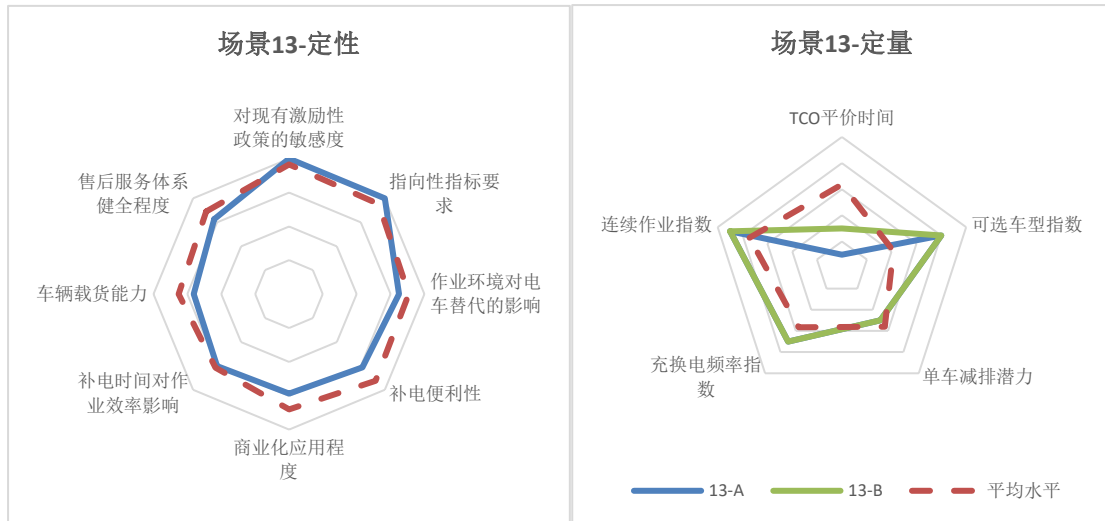 场景13-定性
对现有激励性
政策的敏感度
指向性指标要
求
作业环境对电
车替代的影响
补电便利性
商业化应用程
度
补电时间对作
业效率影响
车辆载货能力
售后服务体系
健全程度
场景13-定量
TCO平价时间
可选车型指数
单车减排潜力
充换电频率指
数
连续作业指数
13-A
13-B
平均水平